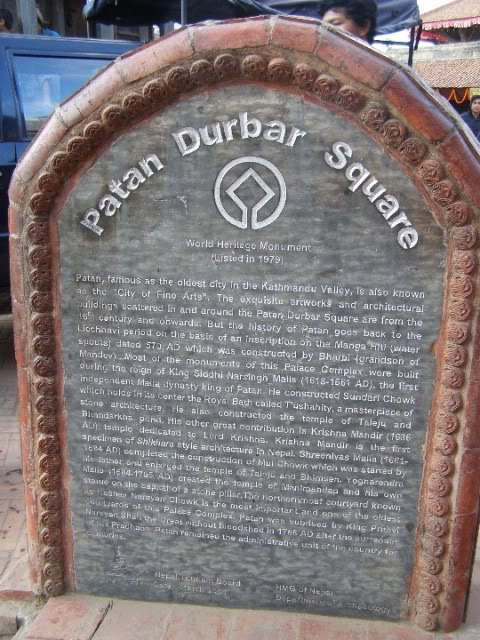 Patan Durbar Square
World Heritage Monument
(Listed in 1979)
Patan, famous as the oldest city in the Kathmandu Valley, is also known
as the "City of Fine Arts". The exquisite artworks and architectural
buildings scattered in and around the Patan Durbar Square are from the
16th century and onwards. But the history of Patan goes back to the
Licchhavi period on the basis of an inscription on the Manga Hiti (water
spouts) dated 570 AD which was constructed by Bharbi (grandson of
Mandev). Most of the monuments of this Palace Complex were built
during the reign of King Siddhi Narsingh Malla (1618-1661 AD), the first
independent Malla dynasty king of Patan. He constructed Sundari Chowk
which holds in its center the Royal Bath called Tushahity, a masterpiece of
stone architecture. He also constructed the temple of Taleju and
Bhandarkha pond. His other great contribution is Krishna Mandir (1636
AD), temple dedicated to Lord Krishna. Krishna Mandir is the first
specimen of Shikhara style architecture in Nepal. Shreenivas Malla (1661-
1684 AD) completed the construction of Mul Chowk which was started by
his father and enlarged the temple of Taleju and Bhimsen. Yognarendra
Malla (1684-1705 AD) created the temple of Manimandap and his own
statue on the capital of a stone pillar. The northernmost courtyard known
as Keshav Narayan Chowk is the most important and one of the oldest
courtyards of this Palace Complex. Patan was subdued by King Prithvi
Narayan Shah the Great without bloodshed in 1768 AD after the surrender
of six Pradhans. Patan remained the administrative unit of the country for
centuries.
Nepal Tourism Board
HMG of Nepal
Department of Archaeology